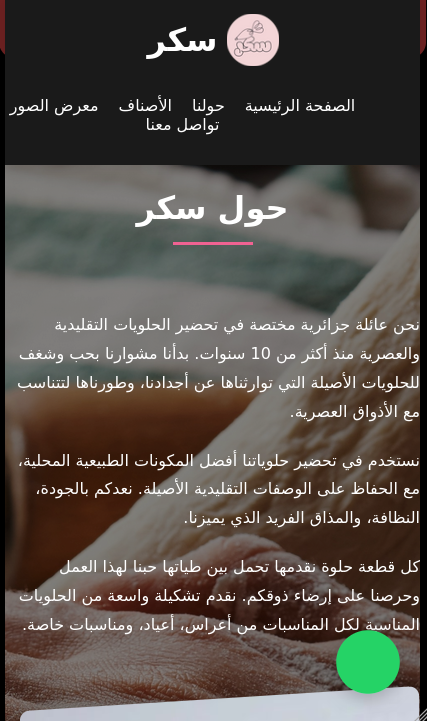 سكر سكر
الصفحة الرئيسية حولنا الأصناف معرض الصور
تواصل معنا
حول سكر
نحن عائلة جزائرية مختصة في تحضير الحلويات التقليدية
والعصرية منذ أكثر من 10 سنوات. بدأنا مشوارنا بحب وشغف
للحلويات الأصيلة التي توارثناها عن أجدادنا، وطورناها لتتناسب
مع الأذواق العصرية.
نستخدم في تحضير حلوياتنا أفضل المكونات الطبيعية المحلية،
مع الحفاظ على الوصفات التقليدية الأصيلة. نعدكم بالجودة،
النظافة، والمذاق الفريد الذي يميزنا.
كل قطعة حلوة نقدمها تحمل بين طياتها حبنا لهذا العمل
وحرصنا على إرضاء ذوقكم. نقدم تشكيلة واسعة من الحلويات
المناسبة لكل المناسبات من أعراس، أعياد، ومناسبات خاصة.